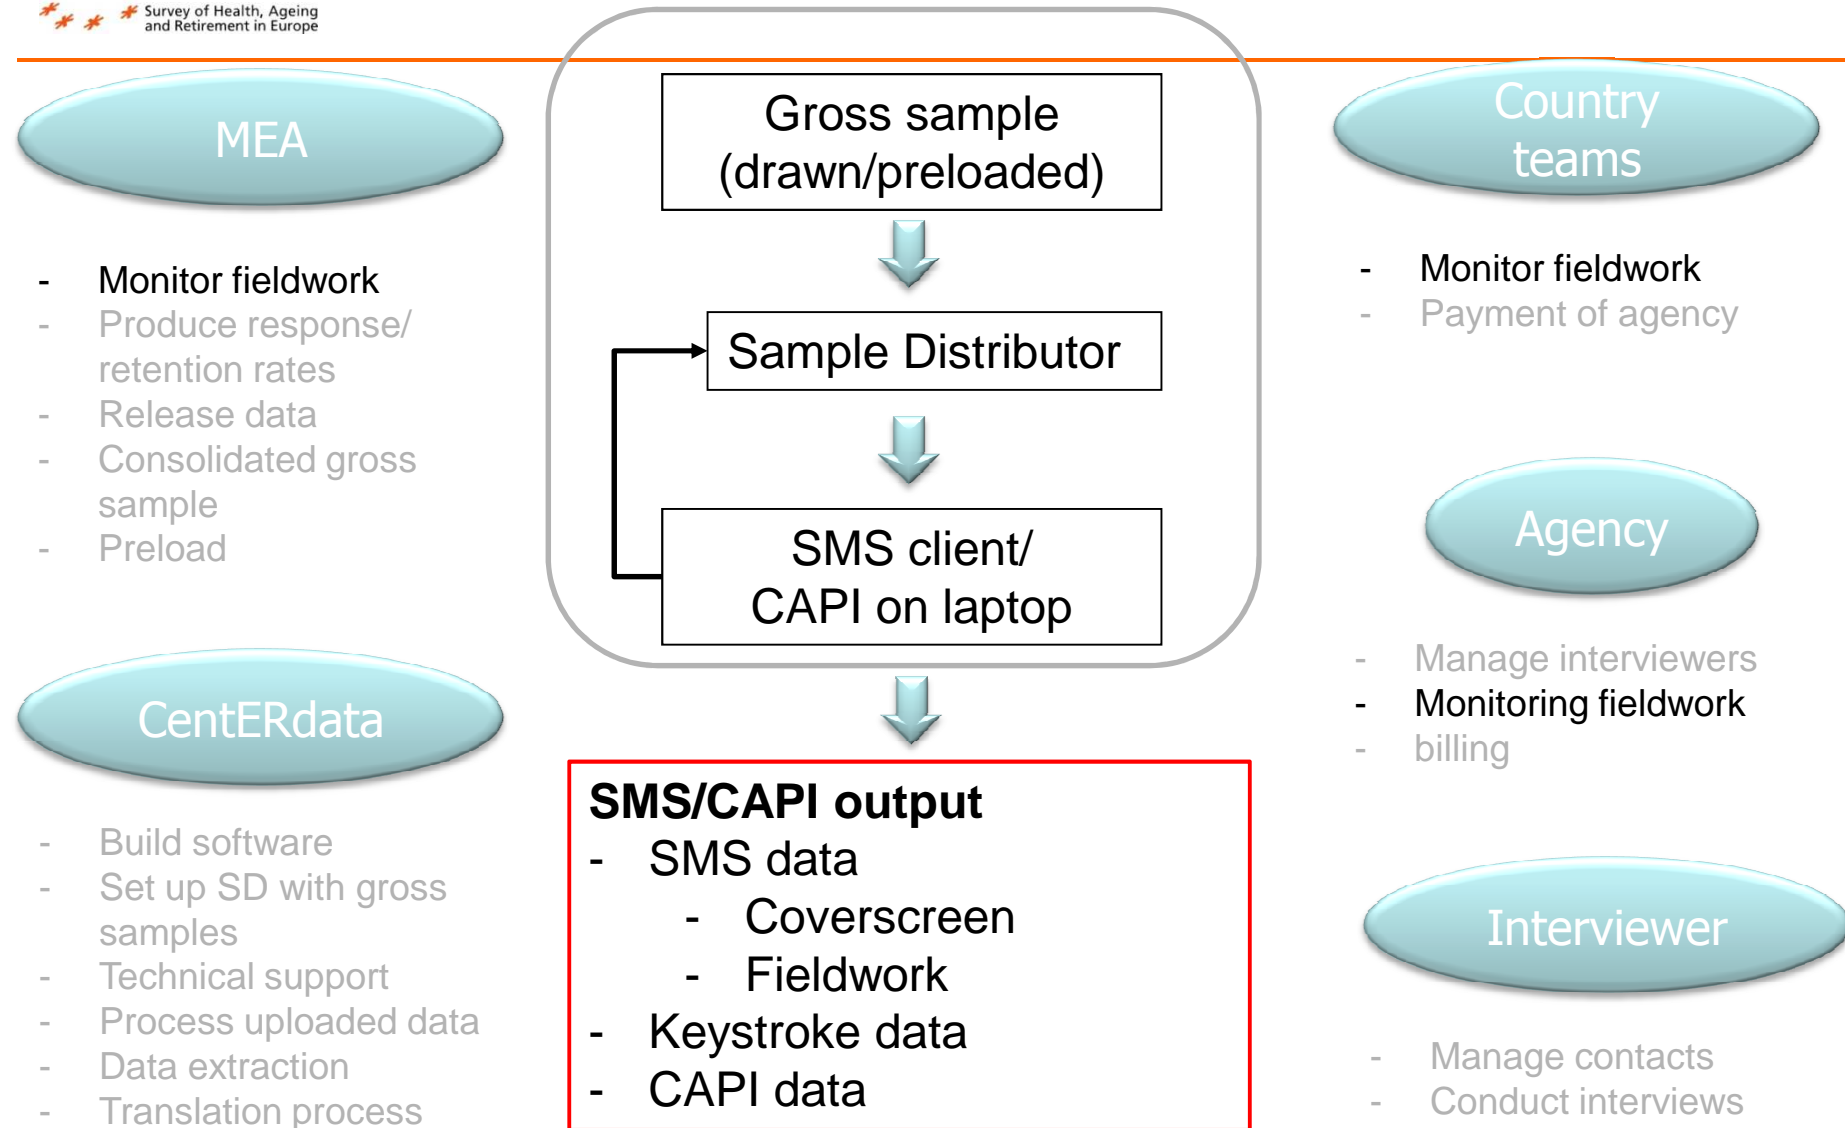 Survey of Health, Ageing
and Retirement in Europe
MEA
- Monitor fieldwork
- Produce response/
retention rates
- Release data
- Consolidated gross
sample
- Preload
CentERdata
- Build software
- Set up SD with gross
samples
- Technical support
- Process uploaded data
- Data extraction
- Translation process
Gross sample
(drawn/preloaded)
Sample Distributor
SMS client/
CAPI on laptop
SMS/CAPI output
- SMS data
- Coverscreen
- Fieldwork
- Keystroke data
- CAPI data
Country
teams
- Monitor fieldwork
- Payment of agency
Agency
- Manage interviewers
- Monitoring fieldwork
- billing
Interviewer
- Manage contacts
- Conduct interviews